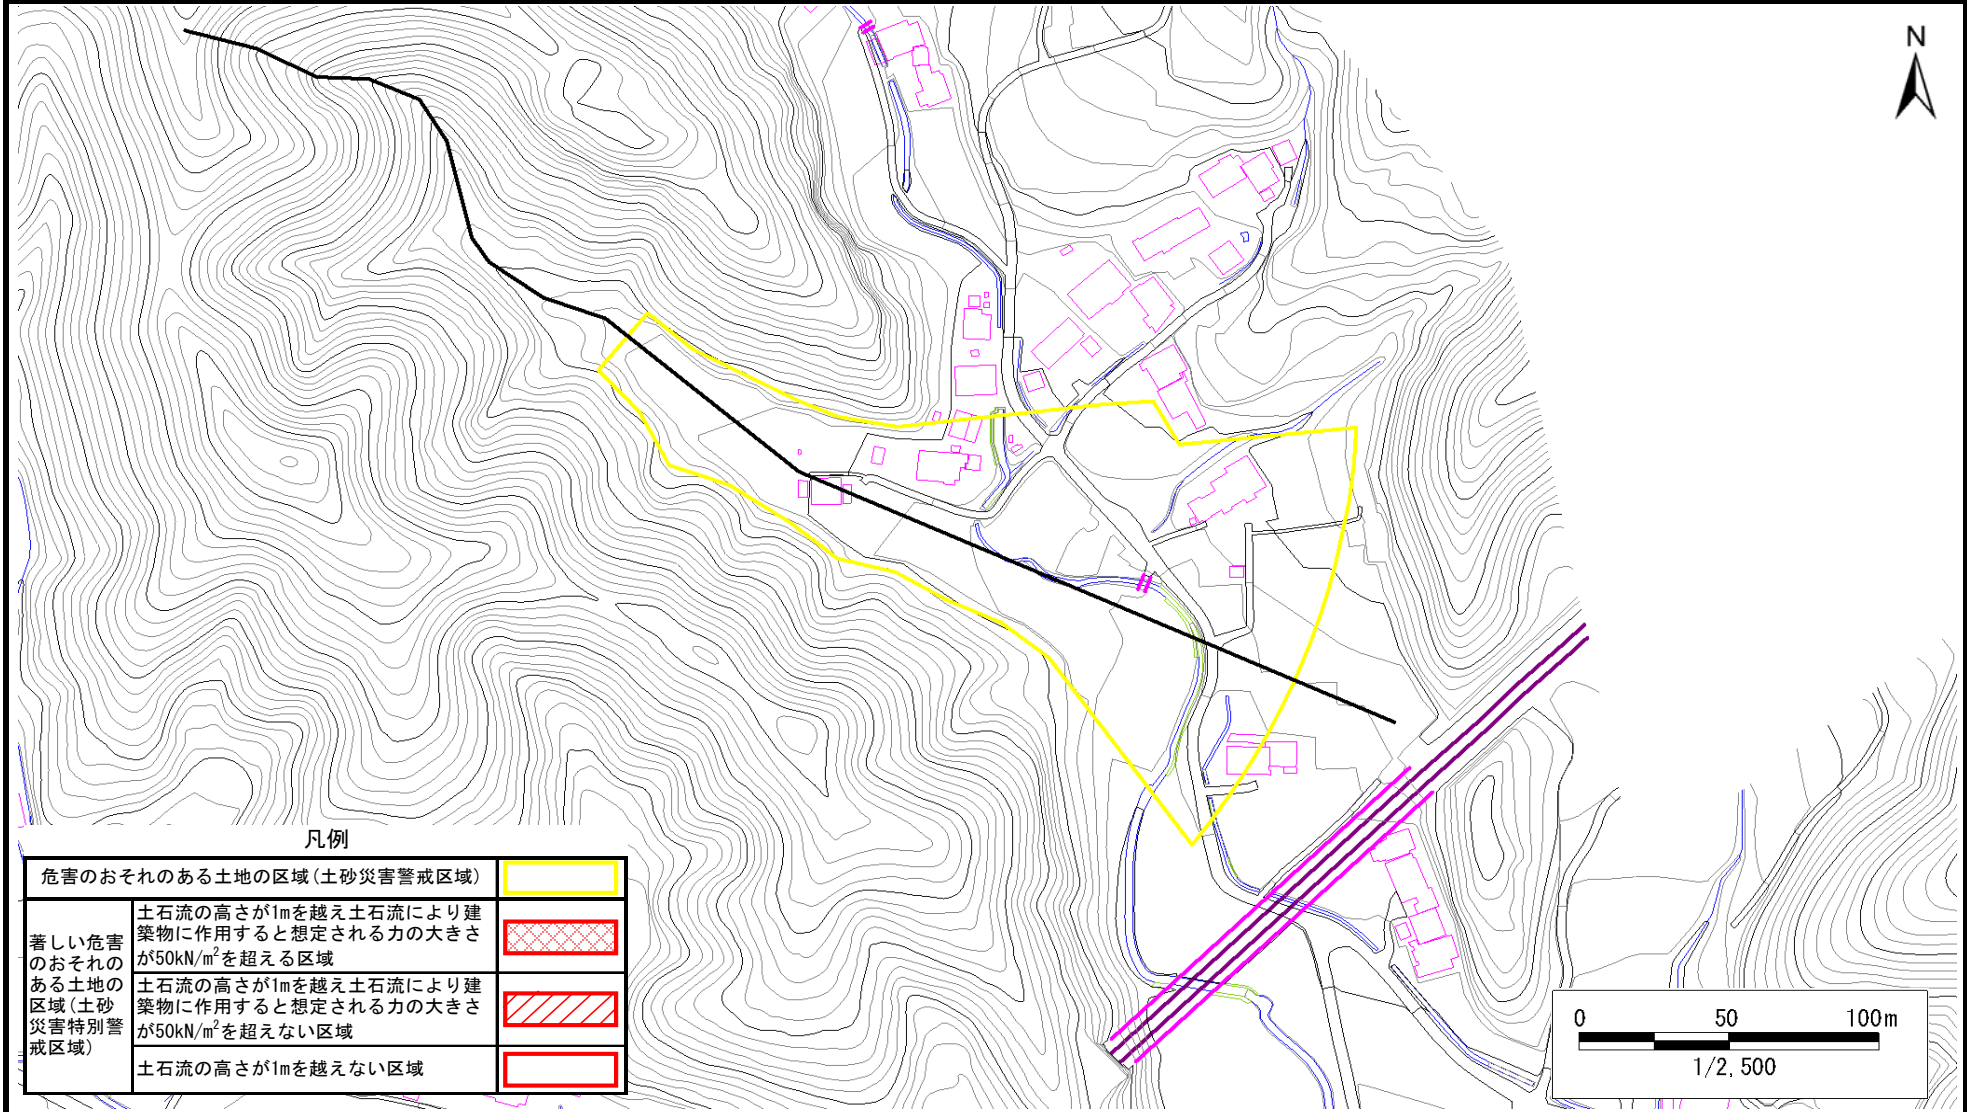 N
凡例
危害のおそれのある土地の区域(土砂災害警戒区域)
著しい危害
のおそれの
ある土地の
区域(土砂
災害特別警
戒区域)
土石流の高さが1mを越え土石流により建
築物に作用すると想定される力の大きさ
が50kN/m²を超える区域
土石流の高さが1mを越え土石流により建
築物に作用すると想定される力の大きさ
が50kN/m²を超えない区域
土石流の高さが1mを越えない区域
0 50 100m
1/2,500